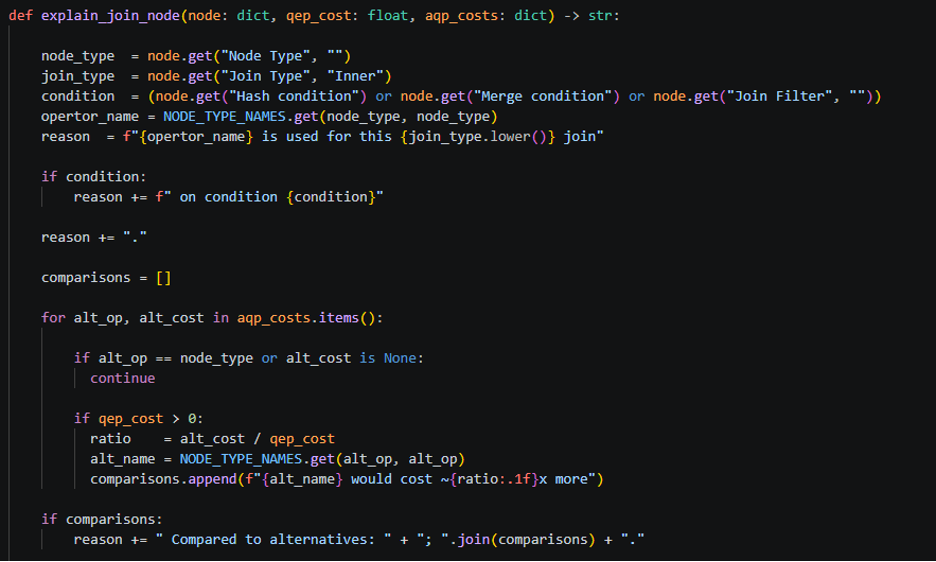 def explain_join_node(node: dict, qep_cost: float, aqp_costs: dict) -> str:
node_type = node.get("Node Type", "")
join_type = node.get("Join Type", "Inner")
condition = (node.get("Hash condition") or node.get("Merge condition") or node.get("Join Filter", ""))
opertor_name = NODE_TYPE_NAMES.get(node_type, node_type)
reason = f"{opertor_name} is used for this {join_type.lower()} join"
if condition:
reason += f" on condition {condition}"
reason += "."
comparisons = []
for alt_op, alt_cost in aqp_costs.items():
if alt_op == node_type or alt_cost is None:
continue
if qep_cost > 0:
ratio = alt_cost / qep_cost
alt_name = NODE_TYPE_NAMES.get(alt_op, alt_op)
comparisons.append(f"{alt_name} would cost ~{ratio:.1f}x more")
if comparisons:
reason += " Compared to alternatives: " + "; ".join(comparisons) + "."